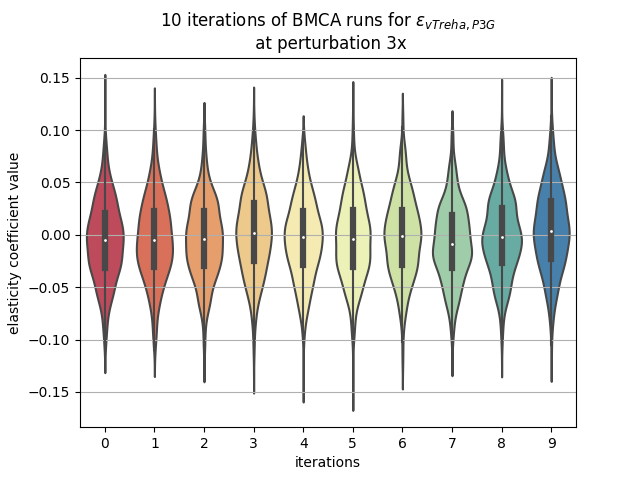 10 iterations of BMCA runs for ε_{vTreha, P3G}
at perturbation 3x
elasticity coefficient value
0.15
0.10
0.05
0.00
−0.05
−0.10
−0.15
0 1 2 3 4 5 6 7 8 9
iterations